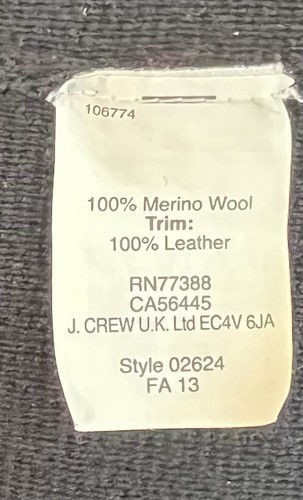 106774
100% Merino Wool
Trim:
100% Leather
RN77388
CA56445
J. CREW U.K. Ltd EC4V 6JA
Style 02624
FA 13